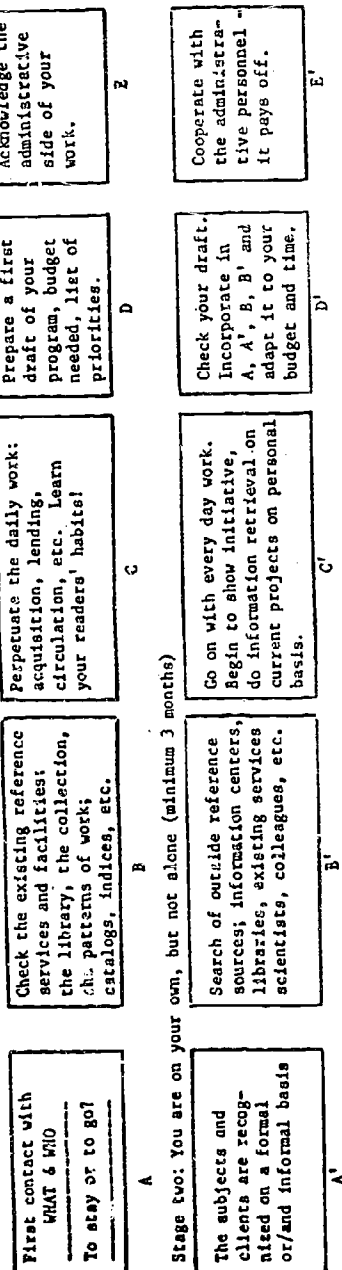 First contact with
WHAT & WHO
To stay or to go?
A
Check the existing reference
services and facilities:
the library, the collection,
the patterns of work;
catalogs, indices, etc.
B
Perpetuate the daily work:
acquisition, lending,
circulation, etc. Learn
your readers' habits!
C
Prepare a first
draft of your
program, budget
needed, list of
priorities.
D
Acknowledge the
administrative
side of your
work.
E
Stage two: You are on your own, but not alone (minimum 3 months)
The subjects and
clients are recog-
nized on a formal
or/and informal basis
A'
Search of outside reference
sources; information centers,
libraries, existing services
scientists, colleagues, etc.
B'
Go on with every day work.
Begin to show initiative,
do information retrieval on
current projects on personal
basis.
C'
Check your draft.
Incorporate in
A, A', B, B' and
adapt it to your
budget and time.
D'
Cooperate with
the administra-
tive personnel -
it pays off.
E'